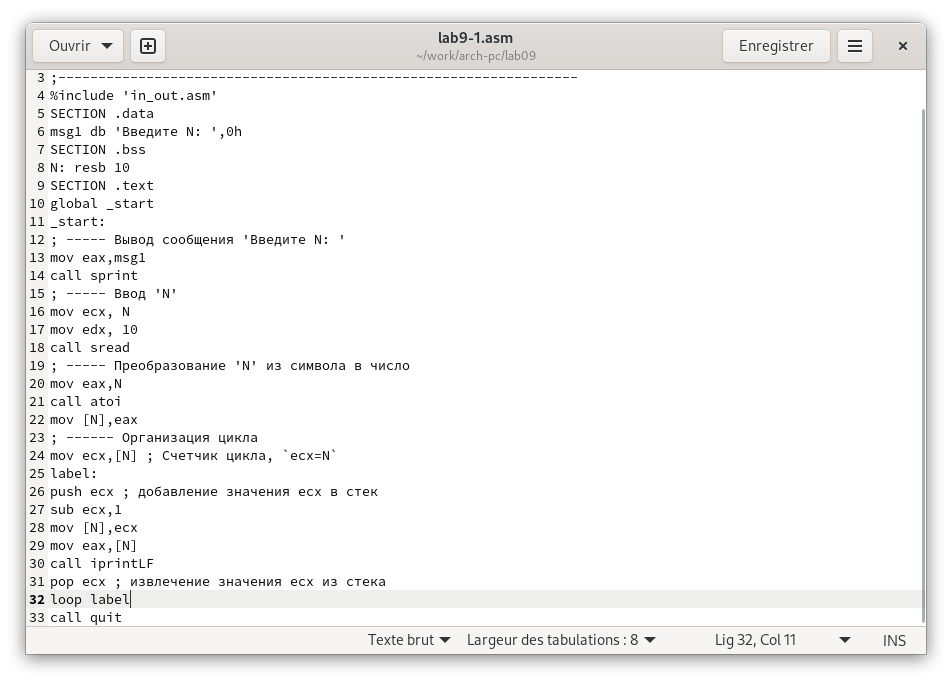 Ouvrir
lab9-1.asm
~/work/arch-pc/lab09
Enregistrer
3 ;-----------------------------------------------------------------
4 %include 'in_out.asm'
5 SECTION .data
6 msg1 db 'Введите N: ',0h
7 SECTION .bss
8 N: resb 10
9 SECTION .text
10 global _start
11 _start:
12 ; ----- Вывод сообщения 'Введите N: '
13 mov eax,msg1
14 call sprint
15 ; ----- Ввод 'N'
16 mov ecx, N
17 mov edx, 10
18 call sread
19 ; ----- Преобразование 'N' из символа в число
20 mov eax,N
21 call atoi
22 mov [N],eax
23 ; ------ Организация цикла
24 mov ecx,[N] ; Счетчик цикла, `ecx=N`
25 label:
26 push ecx ; добавление значения ecx в стек
27 sub ecx,1
28 mov [N],ecx
29 mov eax,[N]
30 call iprintLF
31 pop ecx ; извлечение значения ecx из стека
32 loop label
33 call quit
Texte brut
Largeur des tabulations : 8
Lig 32, Col 11
INS